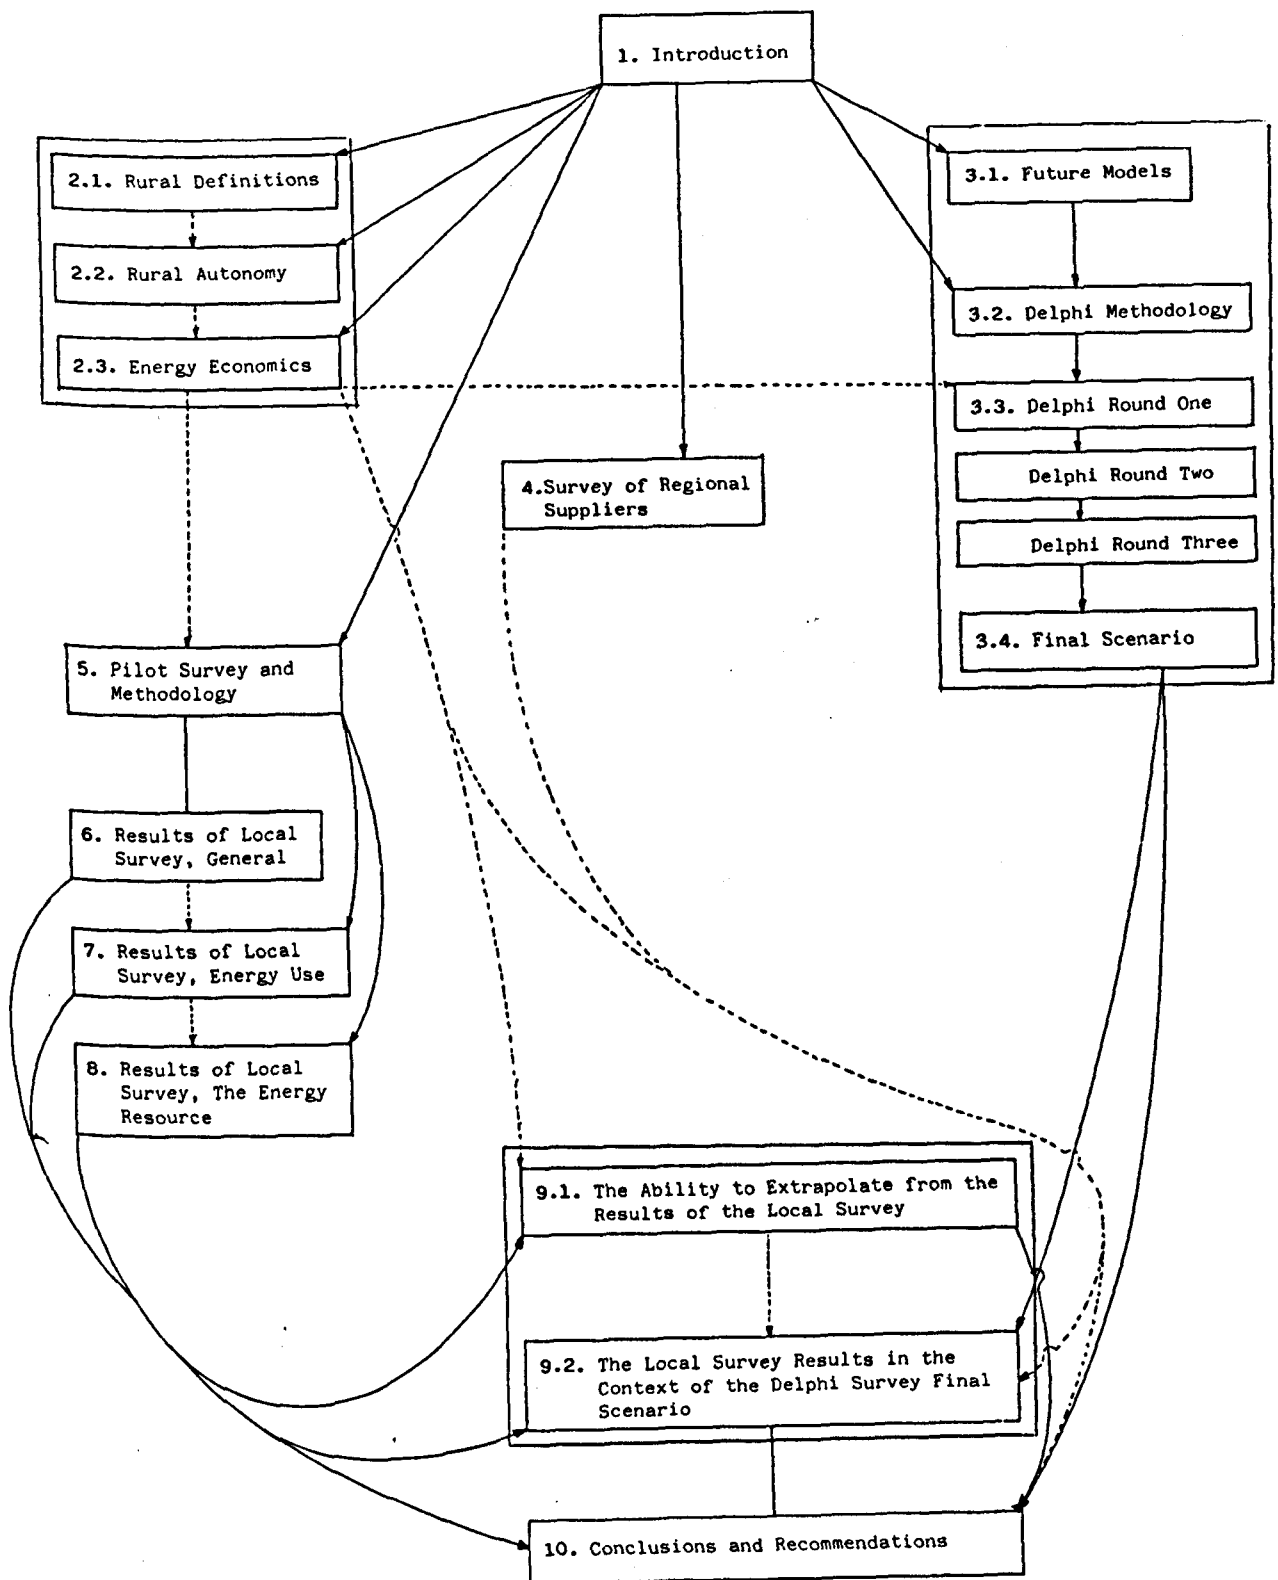 1. Introduction
2.1. Rural Definitions
2.2. Rural Autonomy
2.3. Energy Economics
3.1. Future Models
3.2. Delphi Methodology
3.3. Delphi Round One
Delphi Round Two
Delphi Round Three
3.4. Final Scenario
4.Survey of Regional
Suppliers
5. Pilot Survey and
Methodology
6. Results of Local
Survey, General
7. Results of Local
Survey, Energy Use
8. Results of Local
Survey, The Energy
Resource
9.1. The Ability to Extrapolate from the
Results of the Local Survey
9.2. The Local Survey Results in the
Context of the Delphi Survey Final
Scenario
10. Conclusions and Recommendations